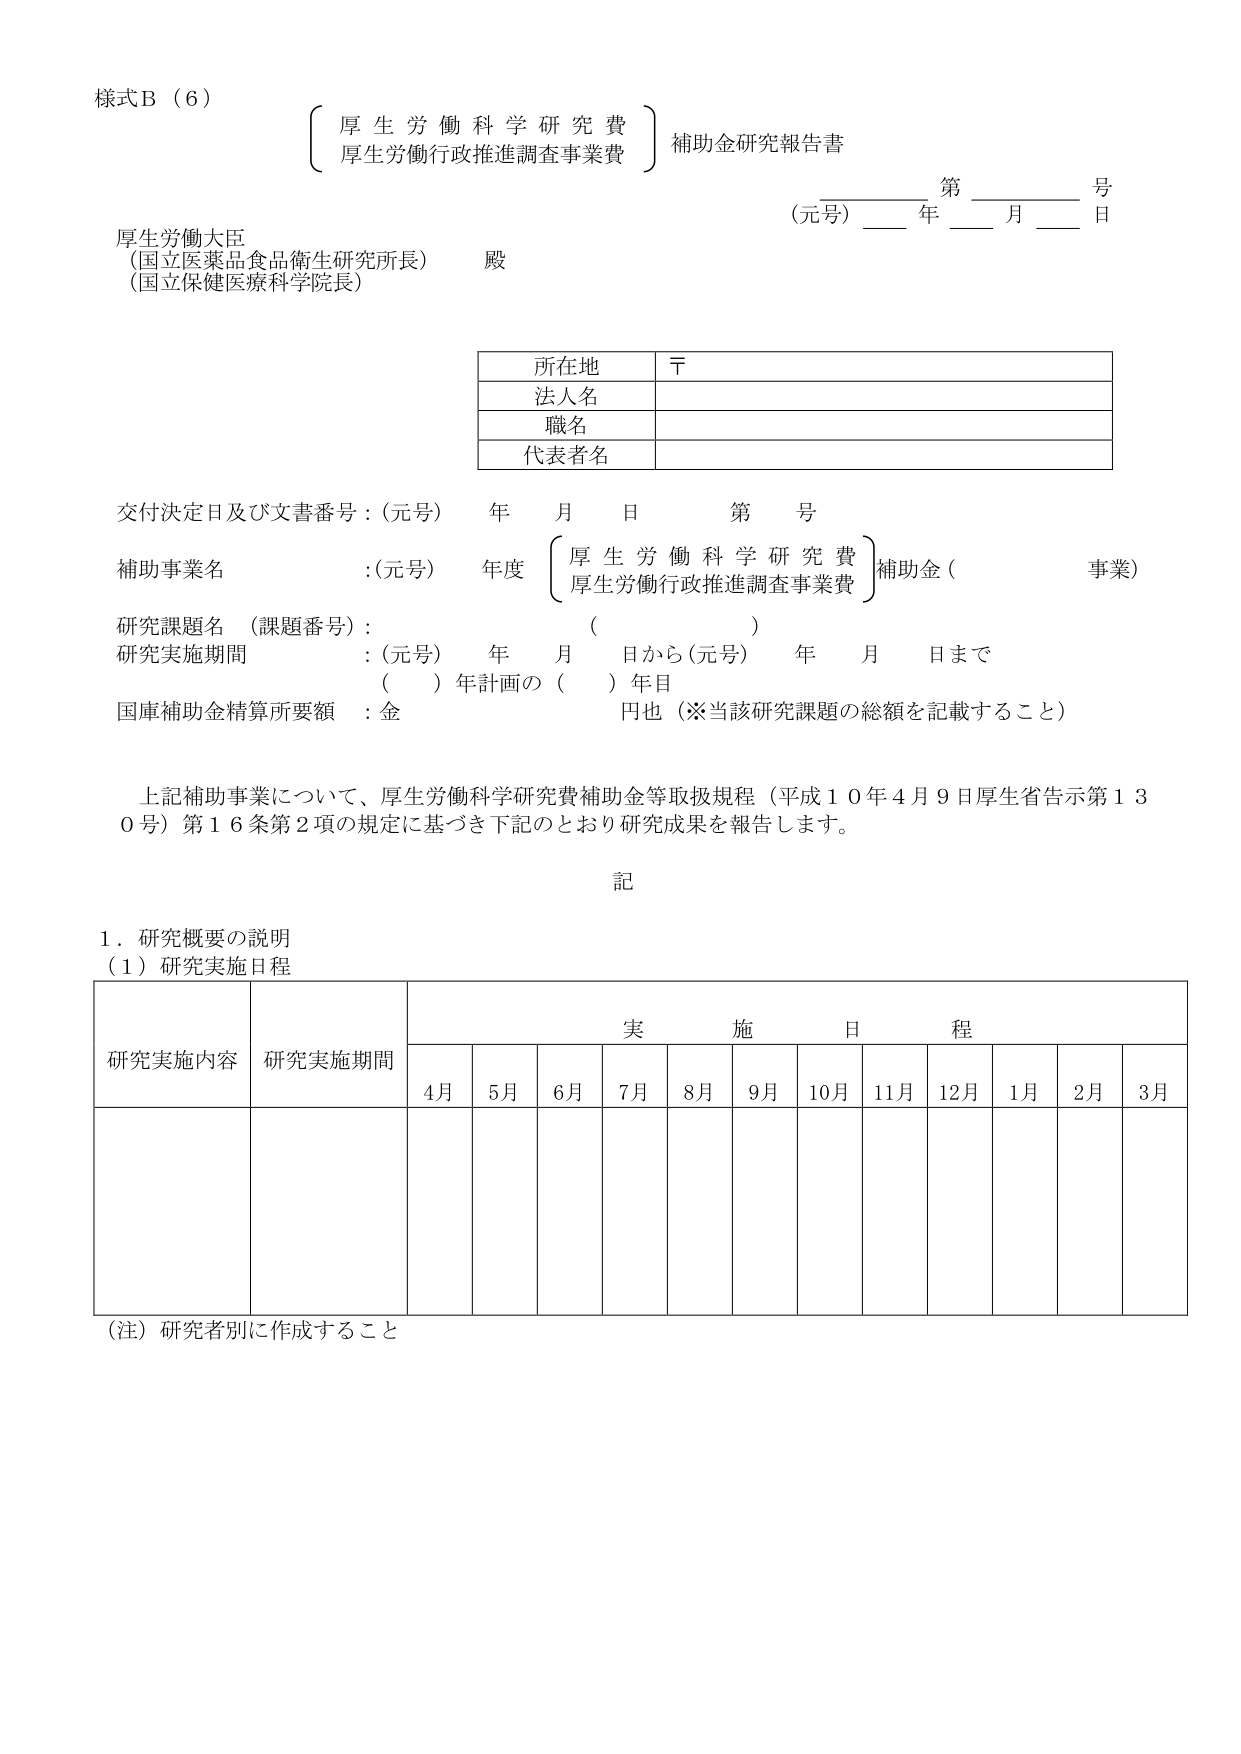 様式Ｂ（６）
厚生労働科学研究費
厚生労働行政推進調査事業費
補助金研究報告書
第　号
（元号）　年　月　日
厚生労働大臣
（国立医薬品食品衛生研究所長）　殿
（国立保健医療科学院長）
所在地　〒
法人名
職名
代表者名
交付決定日及び文書番号：（元号）　年　月　日　第　号
補助事業名　：（元号）　年度
厚生労働科学研究費
厚生労働行政推進調査事業費
補助金（　事業）
研究課題名　（課題番号）：　（　）
研究実施期間　：（元号）　年　月　日から（元号）　年　月　日まで
（　）年計画の（　）年目
国庫補助金精算所要額　：金　円也（※当該研究課題の総額を記載すること）
上記補助事業について、厚生労働科学研究費補助金等取扱規程（平成１０年４月９日厚生省告示第１３
０号）第１６条第２項の規定に基づき下記のとおり研究成果を報告します。
記
１．研究概要の説明
（１）研究実施日程
実　施　日　程
研究実施内容　研究実施期間
4月　5月　6月　7月　8月　9月　10月　11月　12月　1月　2月　3月
（注）研究者別に作成すること